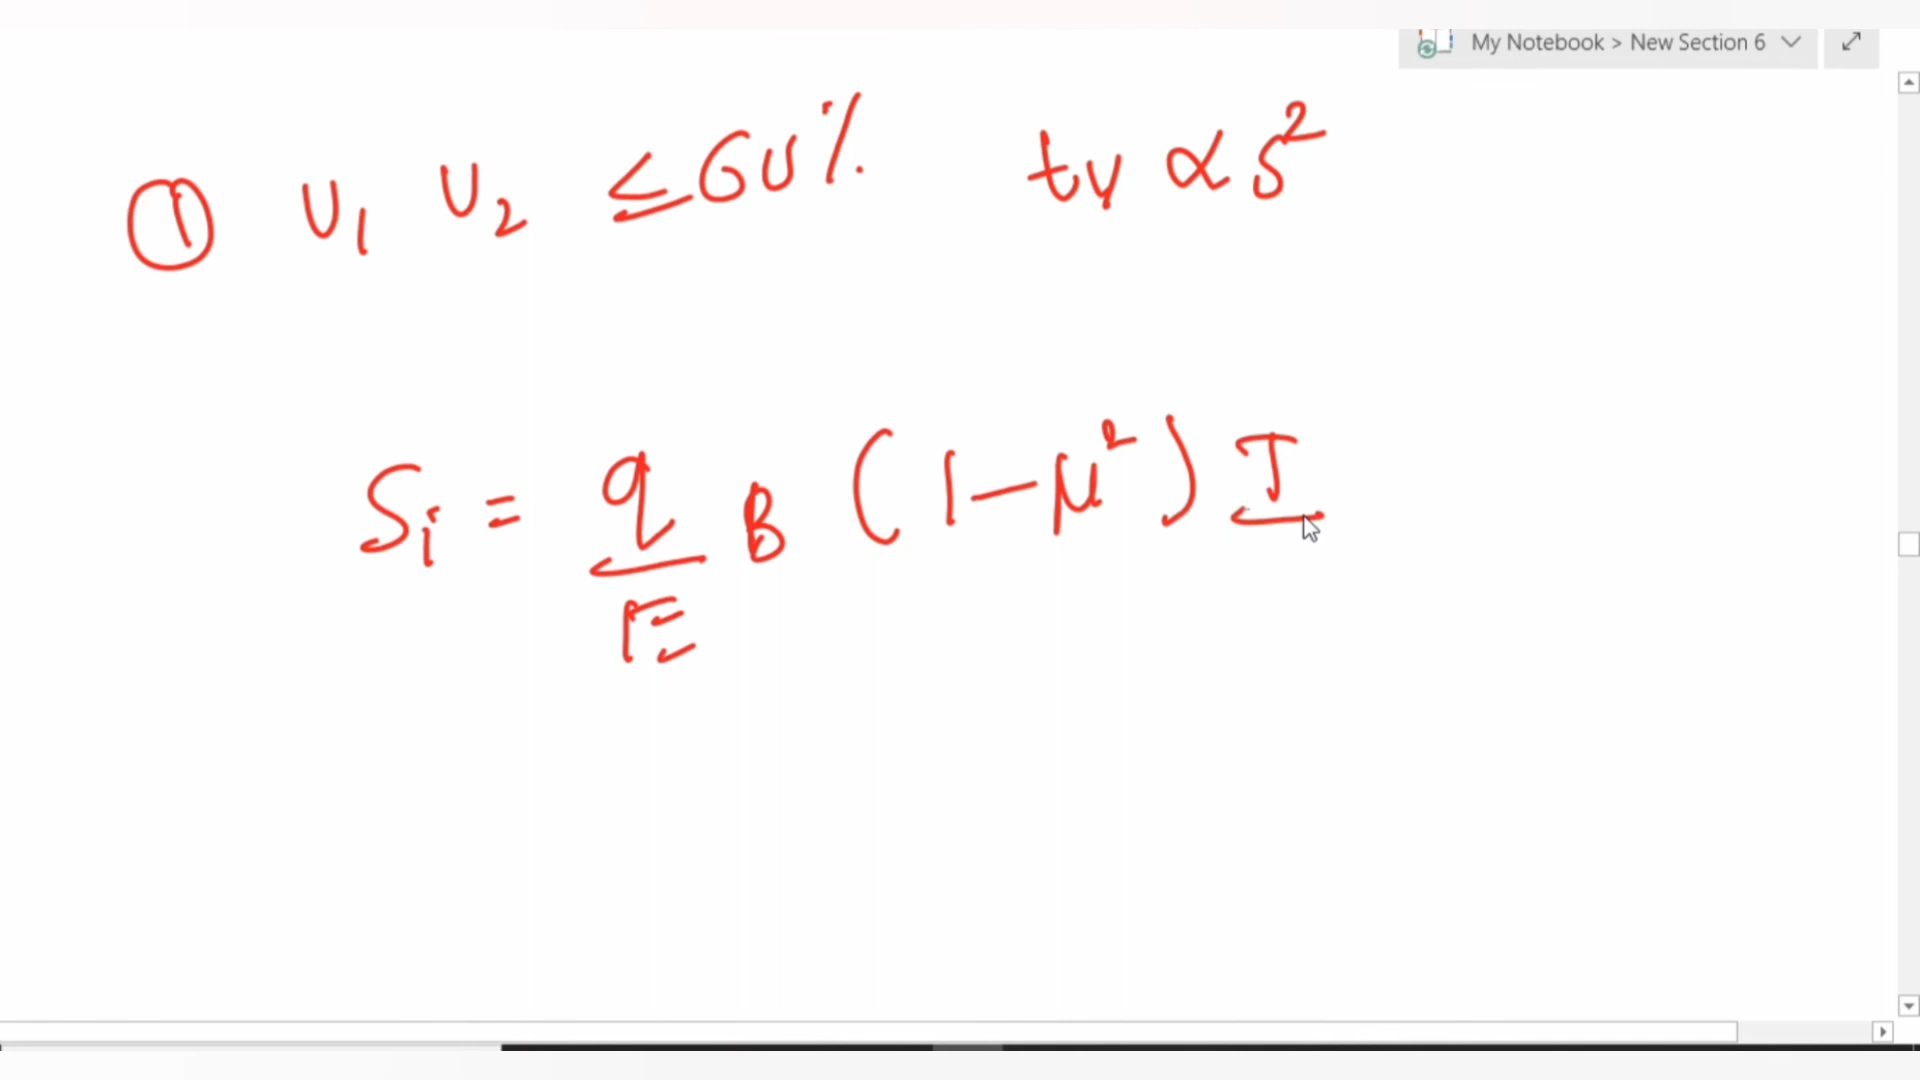 My Notebook > New Section 6
① U₁ U₂ ≤ 60% tv ∝ S²
Si = q/E B (1-μ²) I